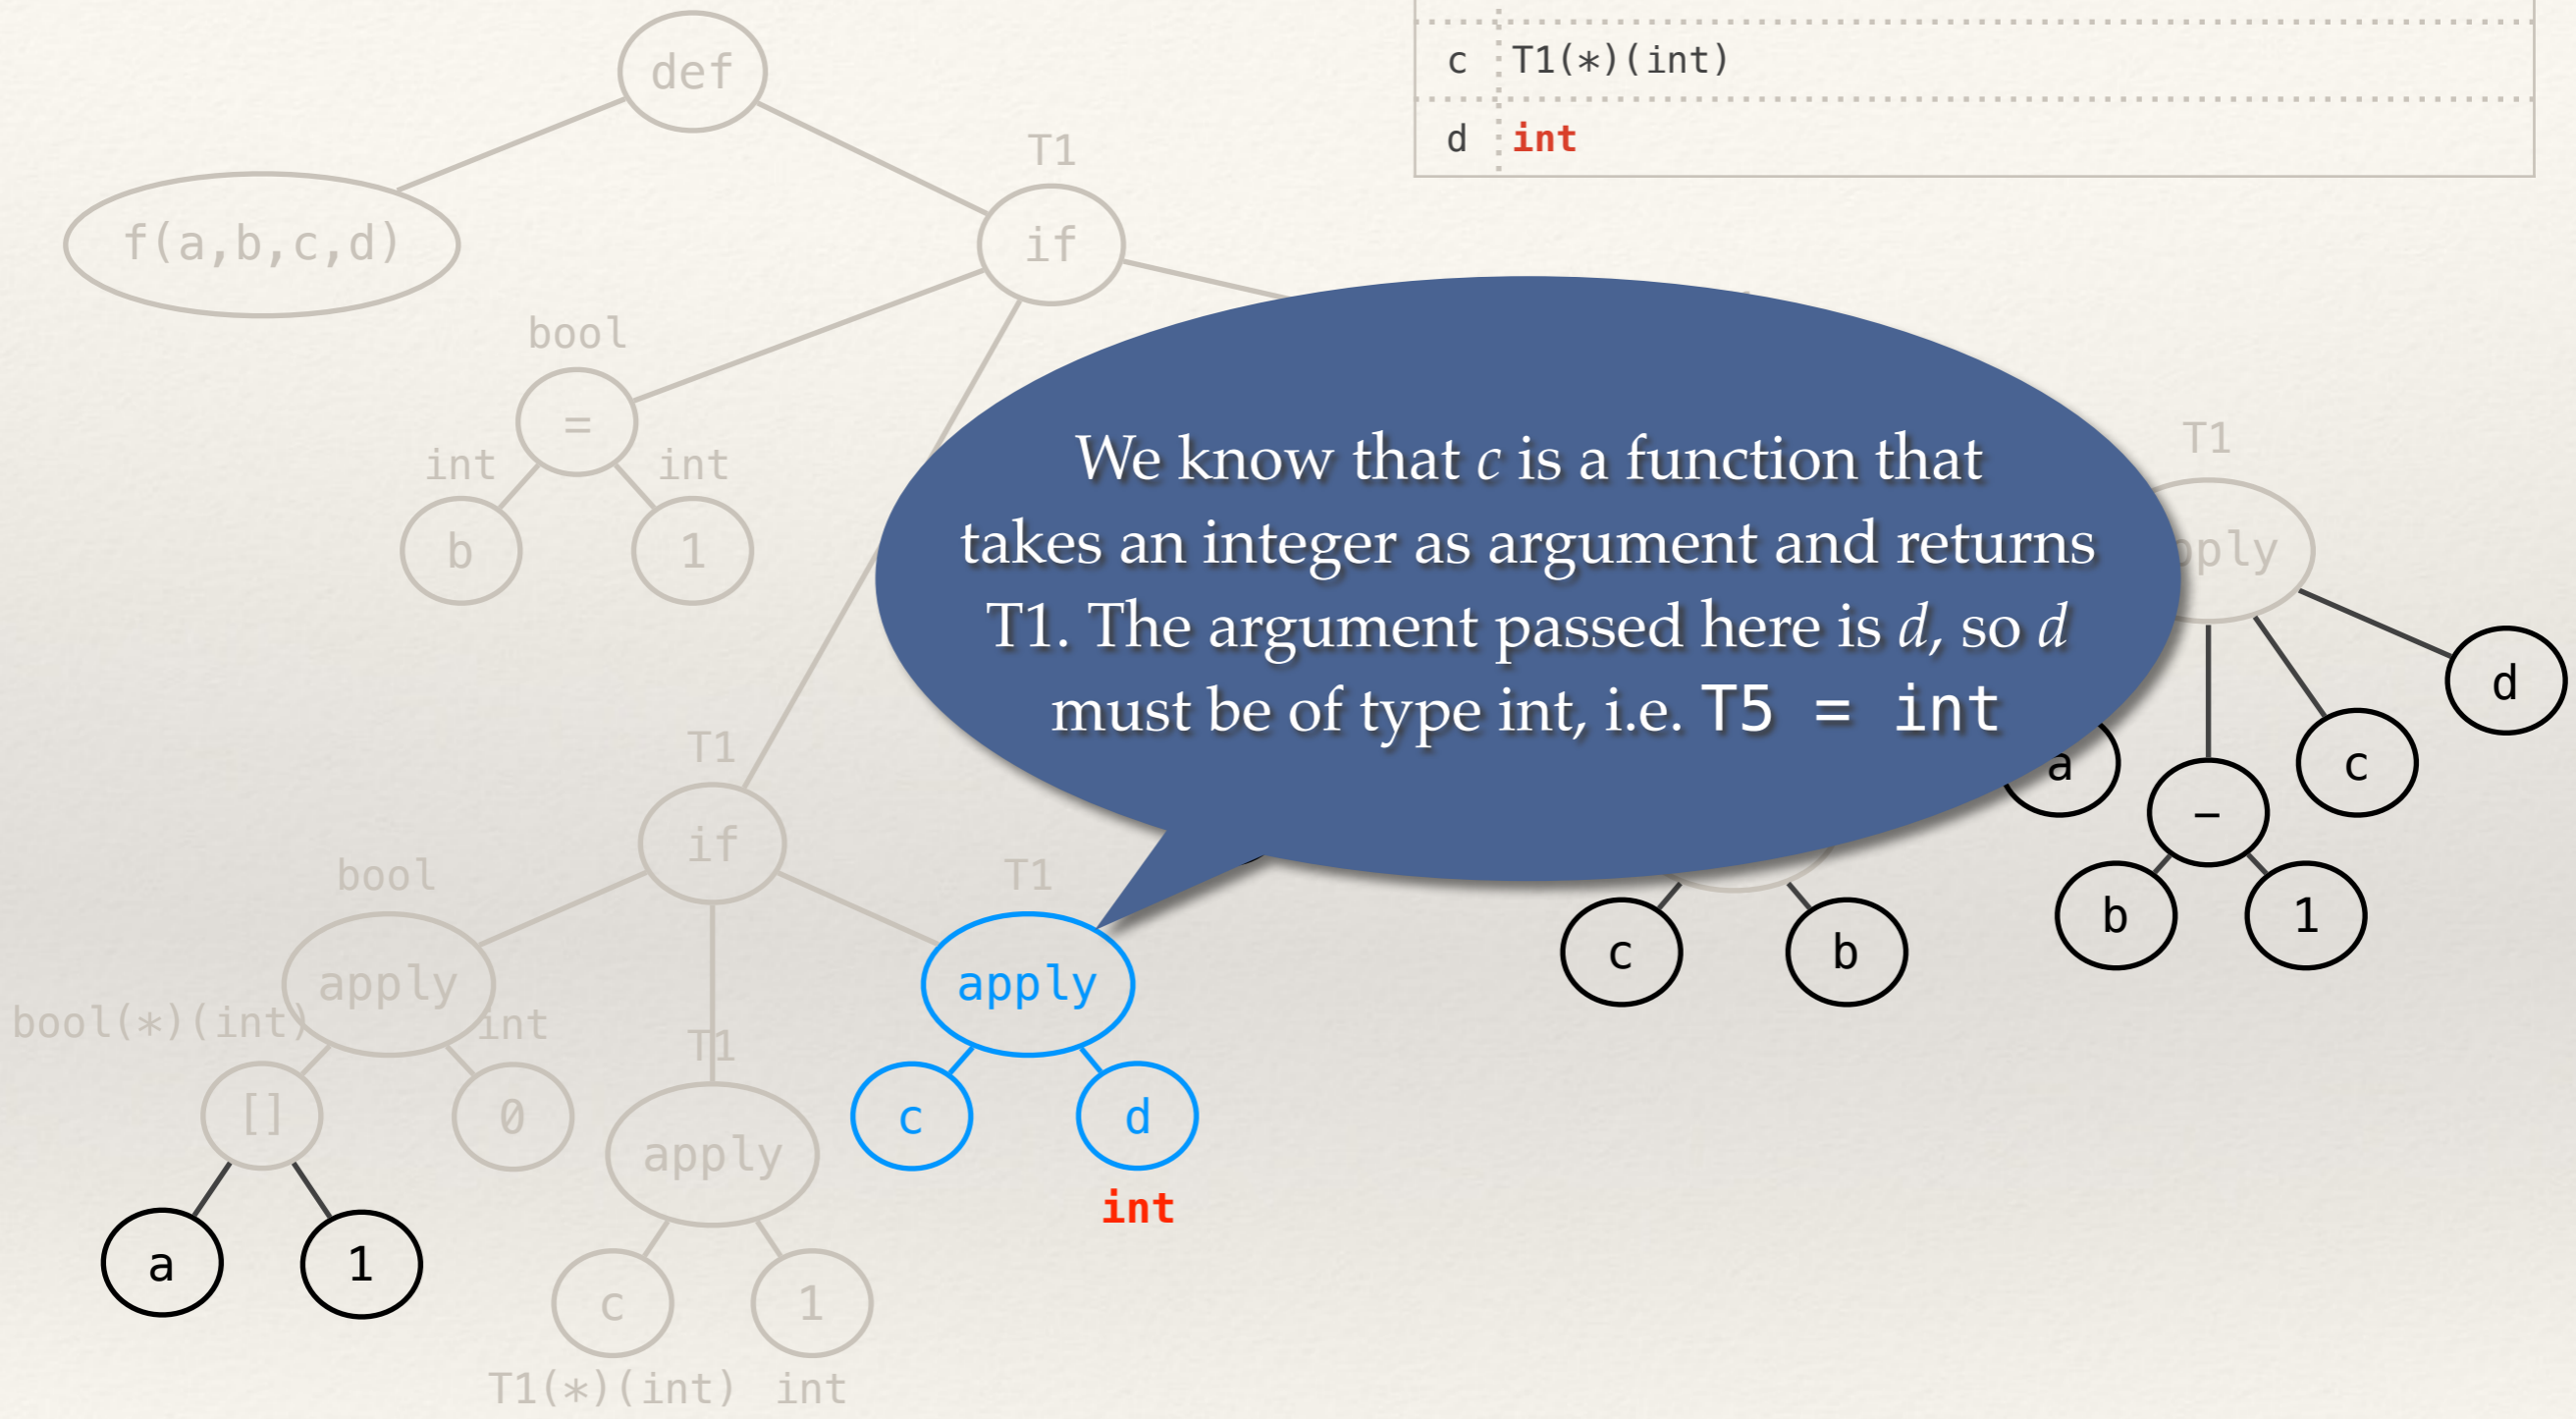 def
c T1(*)(int)
d int
T1
f(a,b,c,d)
if
bool
=
int int
b 1
We know that c is a function that
takes an integer as argument and returns
T1. The argument passed here is d, so d
must be of type int, i.e. T5 = int
T1
d
a
c
−
b 1
c b
T1
if
bool
T1
apply
apply
bool(*)(int) int
T1
[] 0
c d
apply
int
a 1
c 1
T1(*)(int) int